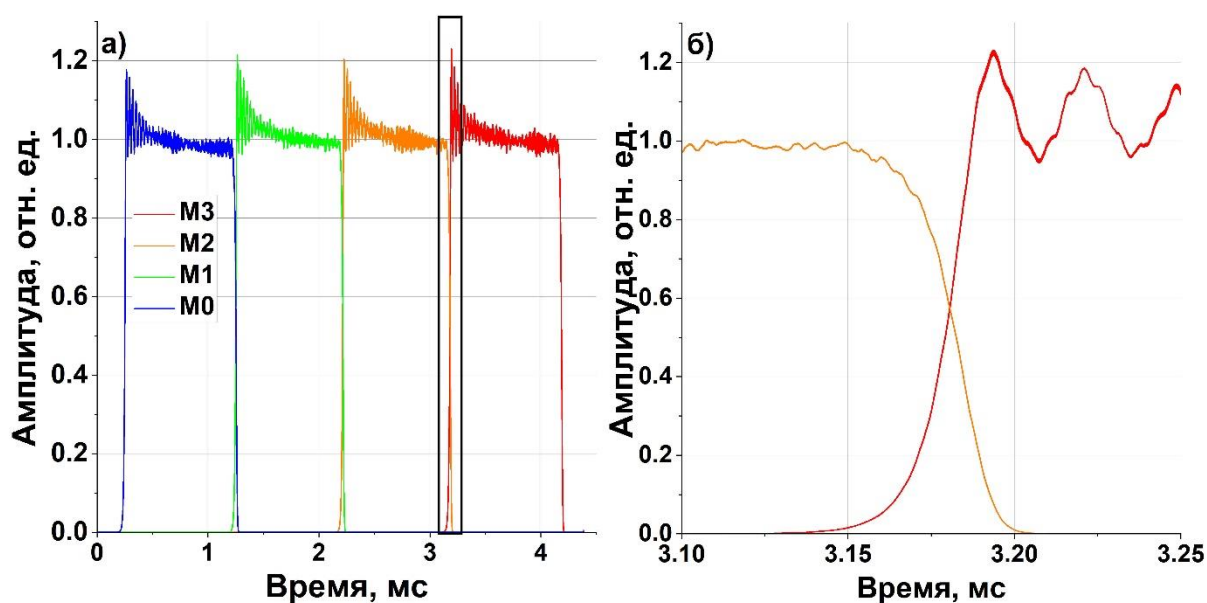 а)
Амплитуда, отн. ед.
1.2
1.0
0.8
0.6
0.4
0.2
0.0
M3
M2
M1
M0
0 1 2 3 4
Время, мс
б)
Амплитуда, отн. ед.
1.2
1.0
0.8
0.6
0.4
0.2
0.0
3.10 3.15 3.20 3.25
Время, мс